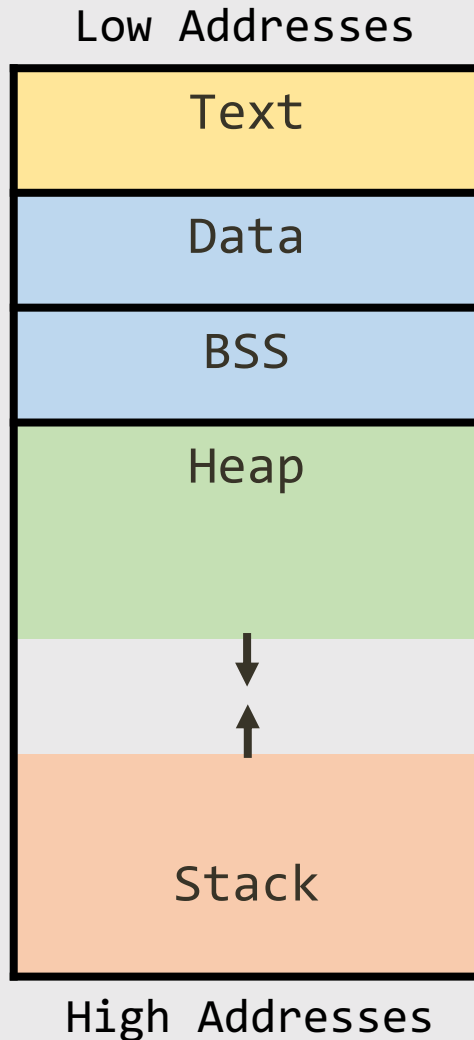 Low Addresses
Text
Data
BSS
Heap
Stack
High Addresses